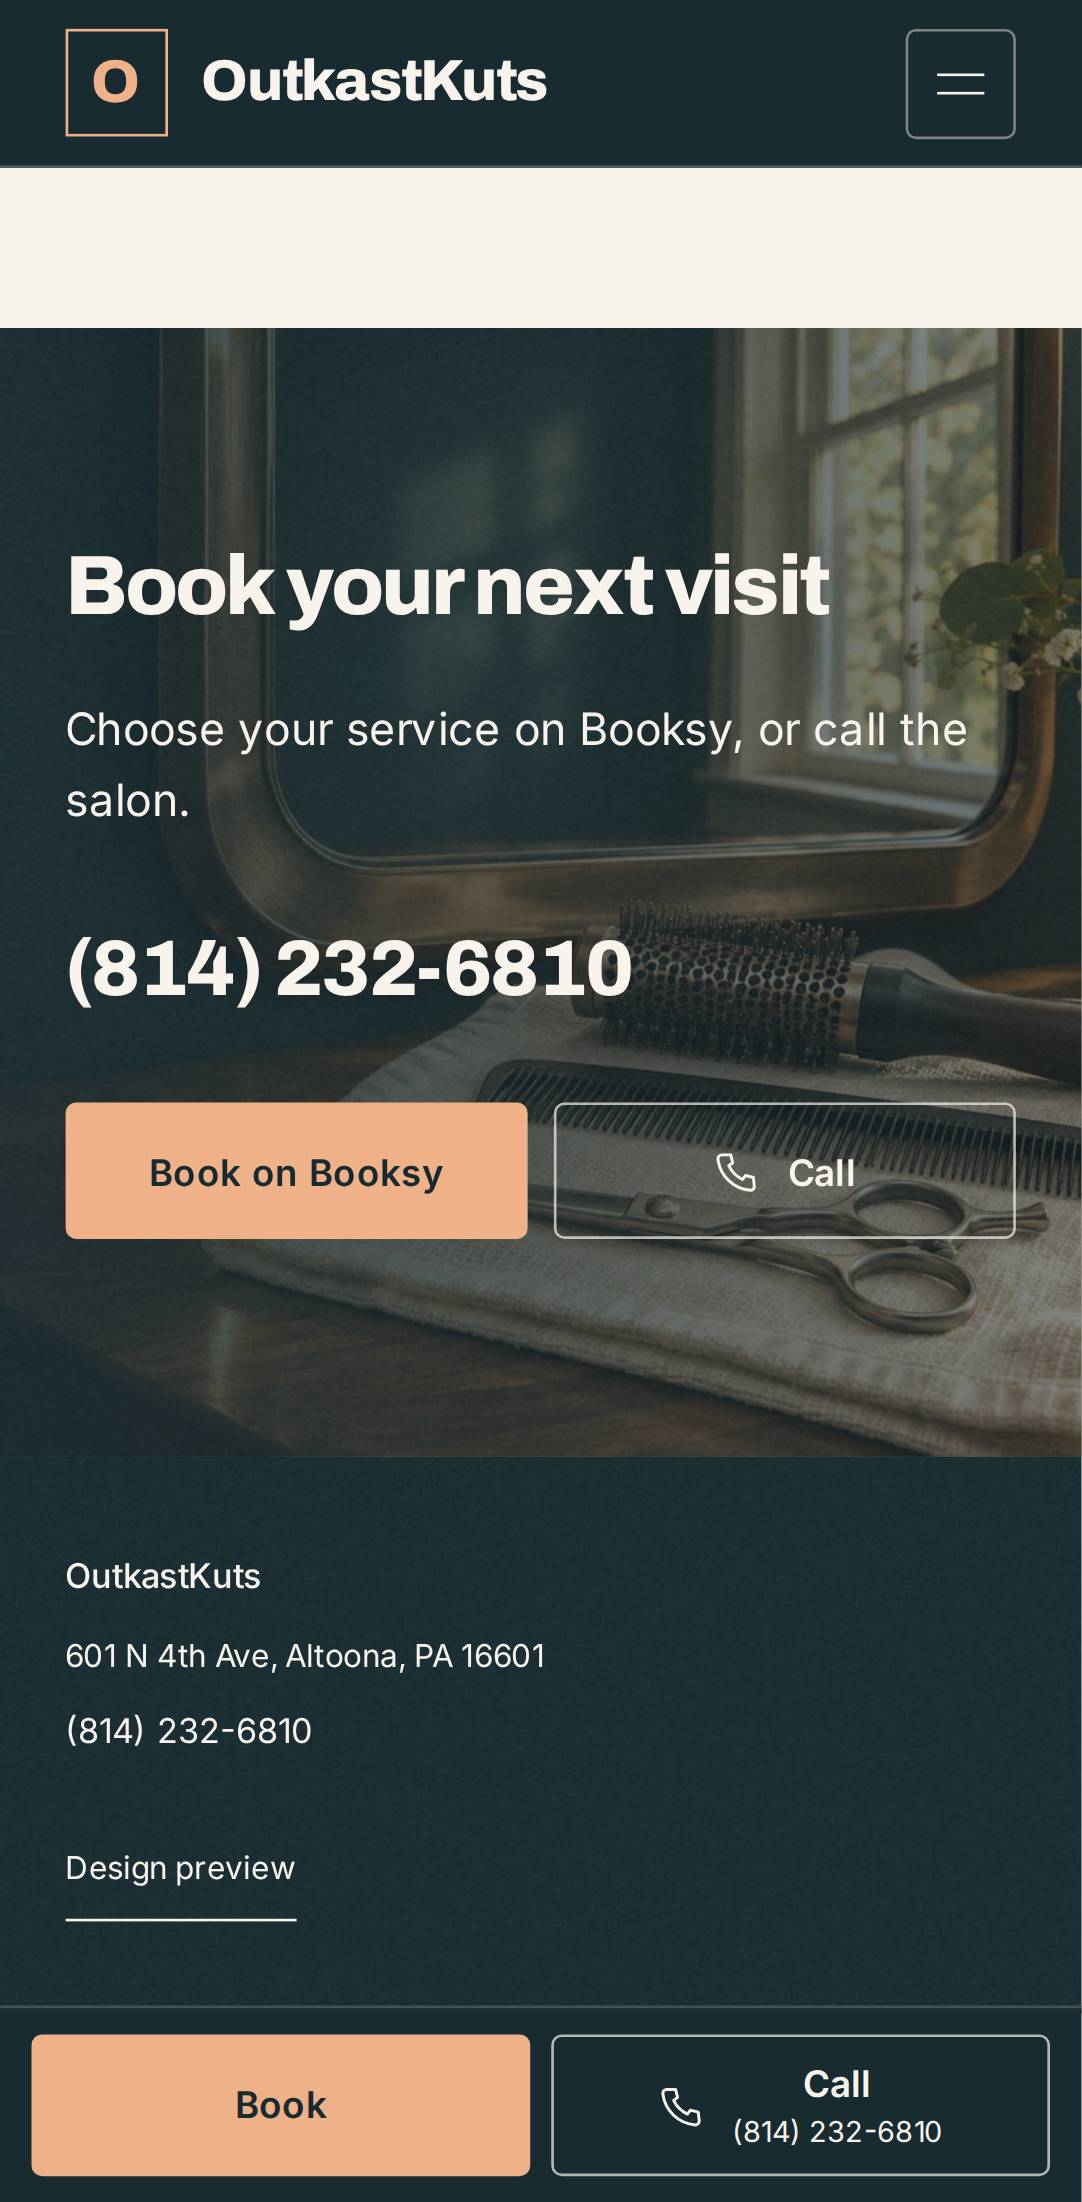 O
OutkastKuts
Book your next visit
Choose your service on Booksy, or call the
salon.
(814) 232-6810
Book on Booksy
Call
OutkastKuts
601 N 4th Ave, Altoona, PA 16601
(814) 232-6810
Design preview
Book
Call
(814) 232-6810